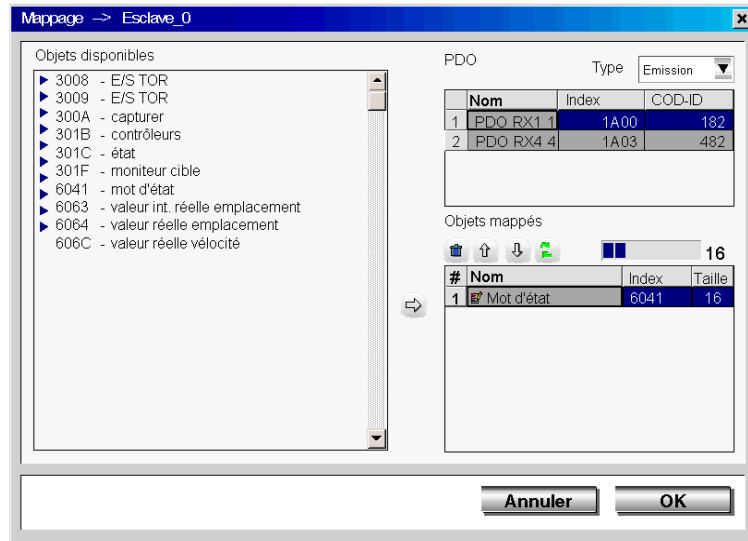 Mappage –> Esclave_0
Objets disponibles
3008 - E/S TOR
3009 - E/S TOR
300A - capturer
301B - contrôleurs
301C - état
301F - moniteur cible
6041 - mot d'état
6063 - valeur int. réelle emplacement
6064 - valeur réelle emplacement
606C - valeur réelle vélocité
PDO
Type Emission
Nom Index COD-ID
1 PDO RX1 1 1A00 182
2 PDO RX4 4 1A03 482
Objets mappés
16
# Nom Index Taille
1 Mot d'état 6041 16
Annuler OK